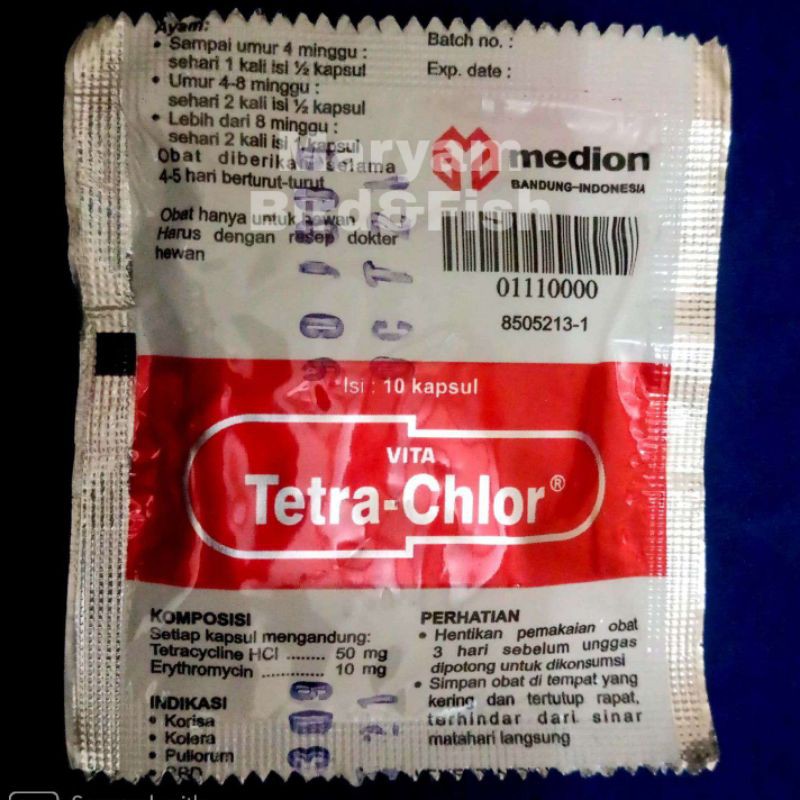 Ayam:
• Sampai umur 4 minggu :
sehari 1 kali isi ½ kapsul
• Umur 4-8 minggu :
sehari 2 kali isi ½ kapsul
• Lebih dari 8 minggu :
sehari 2 kali isi 1 kapsul
Obat diberikan selama
4-5 hari berturut-turut
Obat hanya untuk hewan
Harus dengan resep dokter
hewan
Batch no. :
Exp. date :
medion
BANDUNG-INDONESIA
Maryam
Bird&Fish
01110000
8505213-1
Isi : 10 kapsul
VITA
Tetra-Chlor®
KOMPOSISI
Setiap kapsul mengandung:
Tetracycline HCl ....... 50 mg
Erythromycin ............ 10 mg
INDIKASI
• Korisa
• Kolera
• Pullorum
PERHATIAN
• Hentikan pemakaian obat
3 hari sebelum unggas
dipotong untuk dikonsumsi
• Simpan obat di tempat yang
kering dan tertutup rapat,
terhindar dari sinar
matahari langsung